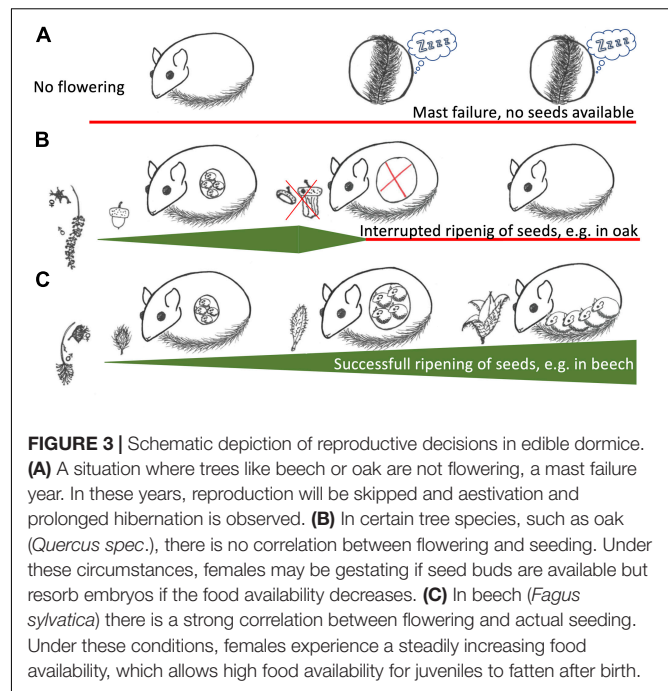 A
No flowering
Zzzz
Zzzz
Mast failure, no seeds available
B
Interrupted ripenig of seeds, e.g. in oak
C
Successfull ripening of seeds, e.g. in beech
FIGURE 3 | Schematic depiction of reproductive decisions in edible dormice.
(A) A situation where trees like beech or oak are not flowering, a mast failure
year. In these years, reproduction will be skipped and aestivation and
prolonged hibernation is observed. (B) In certain tree species, such as oak
(Quercus spec.), there is no correlation between flowering and seeding. Under
these circumstances, females may be gestating if seed buds are available but
resorb embryos if the food availability decreases. (C) In beech (Fagus
sylvatica) there is a strong correlation between flowering and actual seeding.
Under these conditions, females experience a steadily increasing food
availability, which allows high food availability for juveniles to fatten after birth.